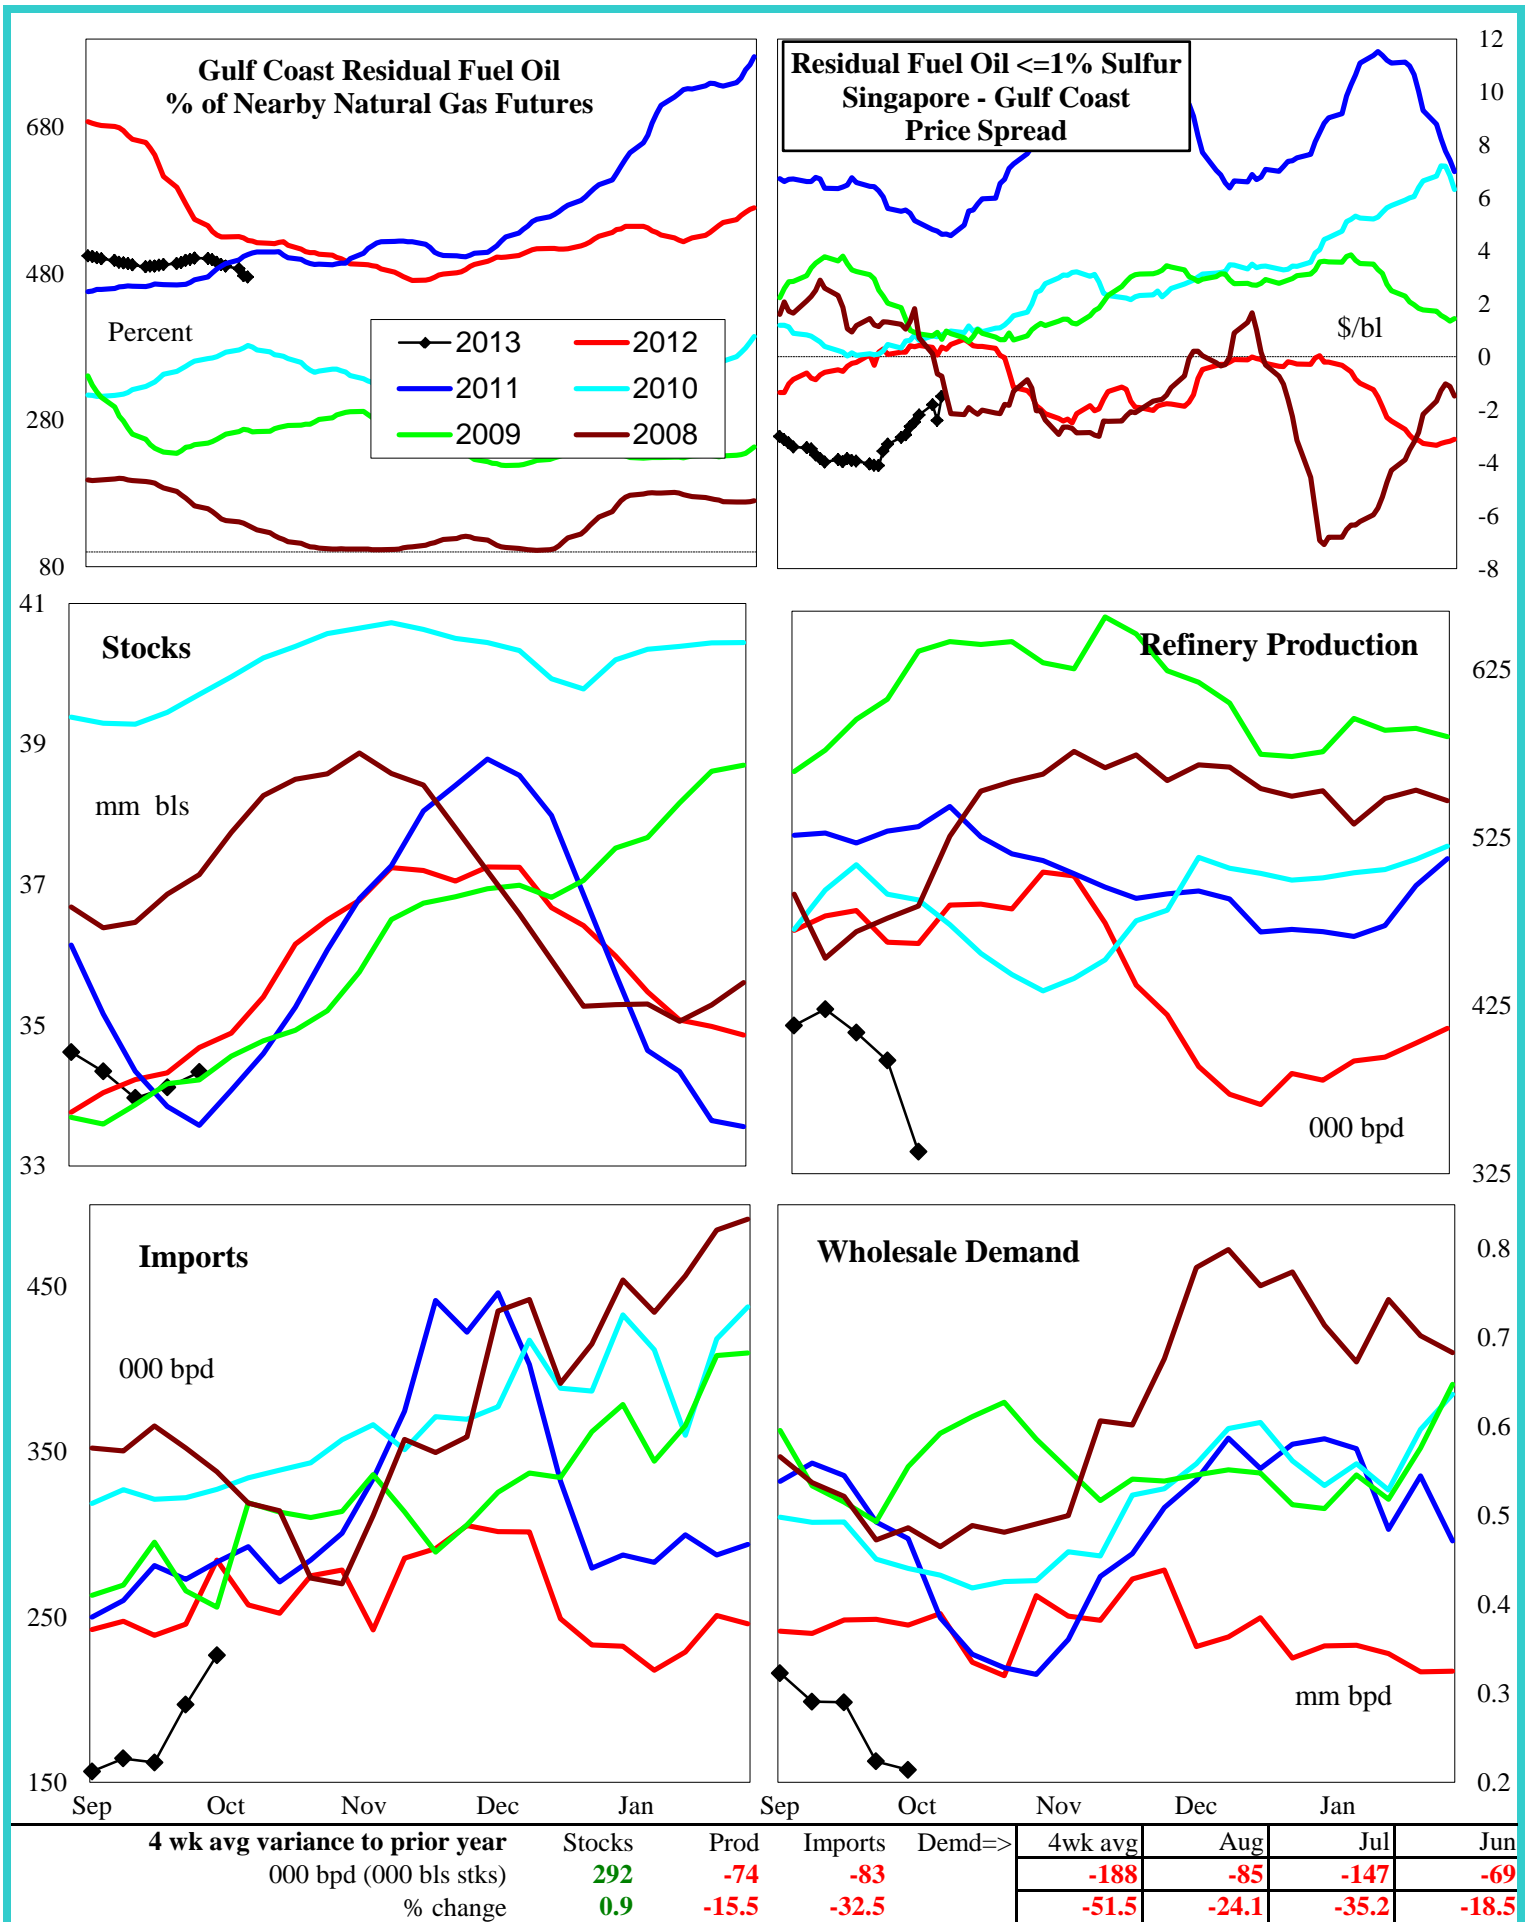 Gulf Coast Residual Fuel Oil
% of Nearby Natural Gas Futures
680
480
280
80
Percent
2013
2012
2011
2010
2009
2008
Residual Fuel Oil <=1% Sulfur
Singapore - Gulf Coast
Price Spread
12
10
8
6
4
2
0
-2
-4
-6
-8
$/bl
Stocks
mm bls
41
39
37
35
33
Refinery Production
625
525
425
325
000 bpd
Imports
000 bpd
450
350
250
150
Sep Oct Nov Dec Jan
Wholesale Demand
0.8
0.7
0.6
0.5
0.4
0.3
0.2
mm bpd
Sep Oct Nov Dec Jan
4 wk avg variance to prior year Stocks Prod Imports Demd=> 4wk avg Aug Jul Jun
000 bpd (000 bls stks) 292 -74 -83 -188 -85 -147 -69
% change 0.9 -15.5 -32.5 -51.5 -24.1 -35.2 -18.5